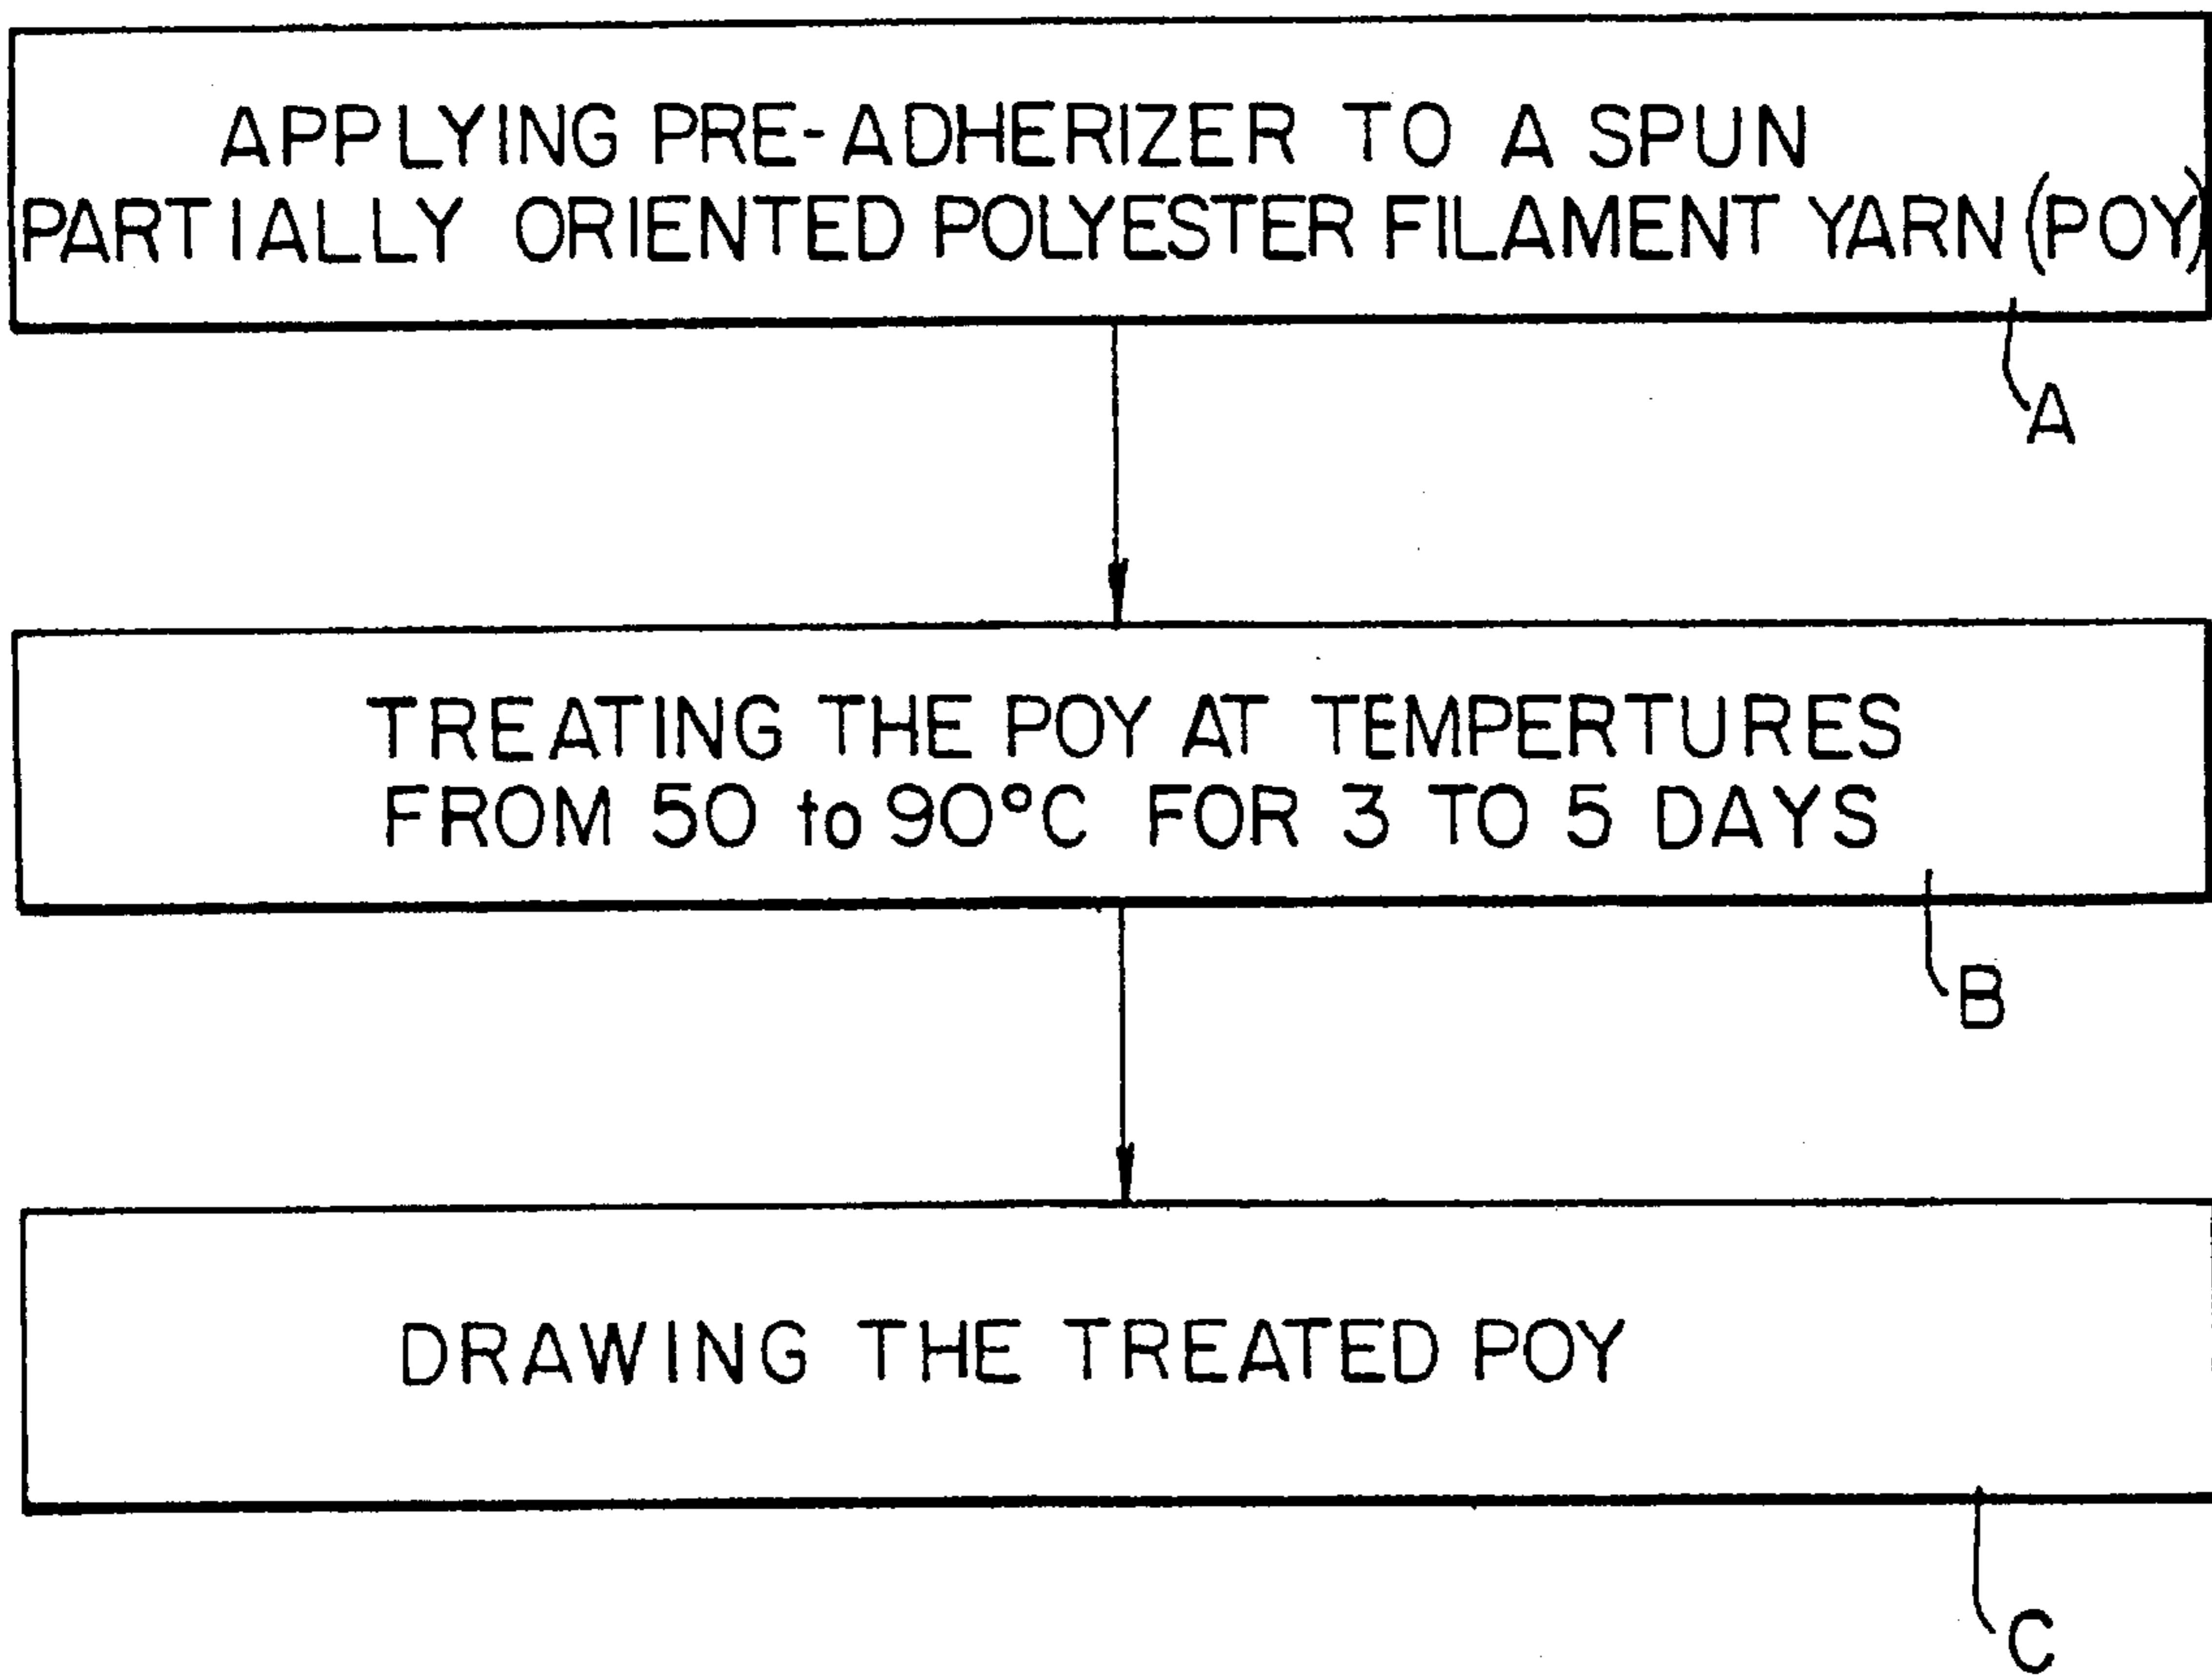 APPLYING PRE-ADHERIZER TO A SPUN
PARTIALLY ORIENTED POLYESTER FILAMENT YARN (POY)
A
TREATING THE POY AT TEMPERTURES
FROM 50 to 90°C FOR 3 TO 5 DAYS
B
DRAWING THE TREATED POY
C